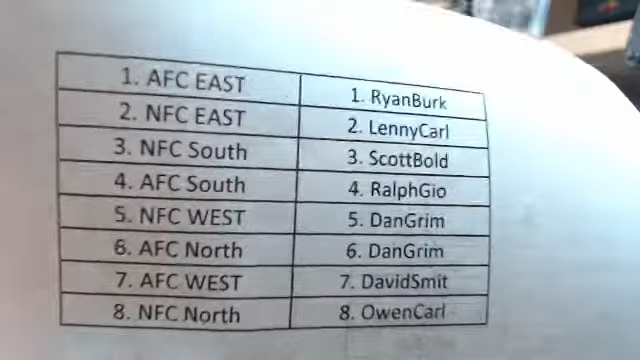 1. AFC EAST 1. RyanBurk
2. NFC EAST 2. LennyCarl
3. NFC South 3. ScottBold
4. AFC South 4. RalphGio
5. NFC WEST 5. DanGrim
6. AFC North 6. DanGrim
7. AFC WEST 7. DavidSmit
8. NFC North 8. OwenCarl